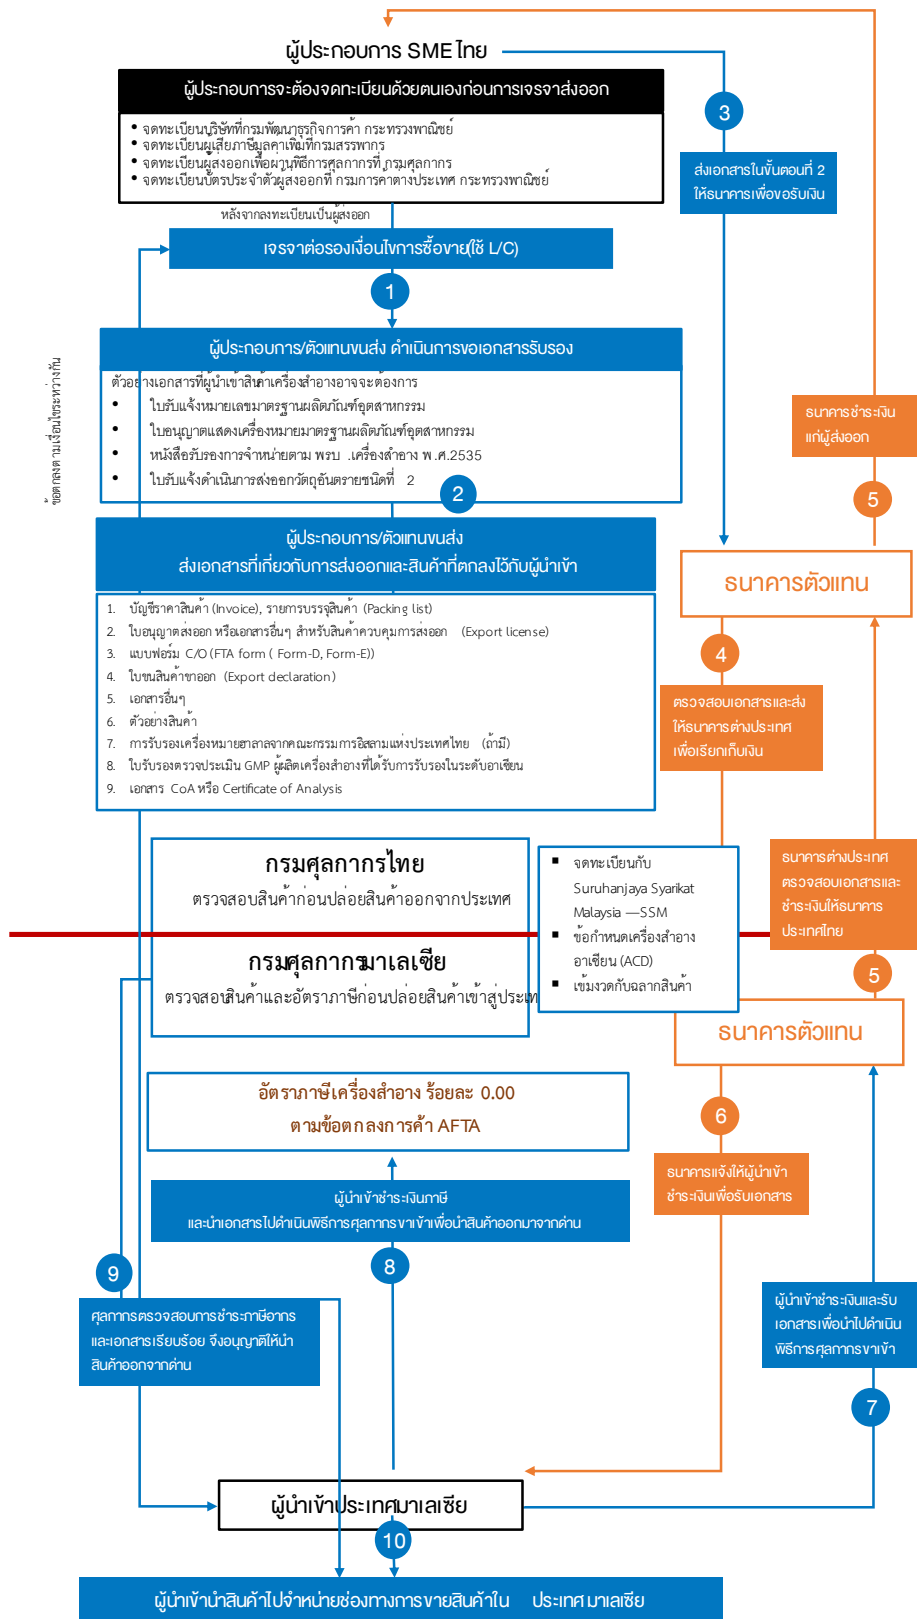 ผู้ประกอบการ SME ไทย
ผู้ประกอบการจะต้องจดทะเบียนด้วยตนเองก่อนการเจรจาส่งออก
• จดทะเบียนบริษัทที่กรมพัฒนาธุรกิจการค้า กระทรวงพาณิชย์
• จดทะเบียนผู้เสียภาษีมูลค่าเพิ่มที่กรมสรรพากร
• จดทะเบียนผู้ส่งออกเพื่อผ่านพิธีการศุลกากรที่ กรมศุลกากร
• จดทะเบียนบัตรประจำตัวผู้ส่งออกที่ กรมการค้าต่างประเทศ กระทรวงพาณิชย์
หลังจากลงทะเบียนเป็นผู้ส่งออก
3
ส่งเอกสารในขั้นตอนที่ 2
ให้ธนาคารเพื่อขอรับเงิน
เจรจาต่อรองเงื่อนไขการซื้อขาย(ใช้ L/C)
1
ข้อตกลงตามเงื่อนไขระหว่างกัน
ผู้ประกอบการ/ตัวแทนขนส่ง ดำเนินการขอเอกสารรับรอง
ตัวอย่างเอกสารที่ผู้นำเข้าสินค้าเครื่องสำอางอาจจะต้องการ
• ใบรับแจ้งหมายเลขมาตรฐานผลิตภัณฑ์อุตสาหกรรม
• ใบอนุญาตแสดงเครื่องหมายมาตรฐานผลิตภัณฑ์อุตสาหกรรม
• หนังสือรับรองการจำหน่ายตาม พรบ .เครื่องสำอาง พ.ศ.2535
• ใบรับแจ้งดำเนินการส่งออกวัตถุอันตรายชนิดที่ 2
2
ธนาคารชำระเงิน
แก่ผู้ส่งออก
5
ผู้ประกอบการ/ตัวแทนขนส่ง
ส่งเอกสารที่เกี่ยวกับการส่งออกและสินค้าที่ตกลงไว้กับผู้นำเข้า
ธนาคารตัวแทน
1. บัญชีราคาสินค้า (Invoice), รายการบรรจุสินค้า (Packing list)
2. ใบอนุญาตส่งออก หรือเอกสารอื่นๆ สำหรับสินค้าควบคุมการส่งออก (Export license)
3. แบบฟอร์ม C/O (FTA form ( Form-D, Form-E))
4. ใบขนสินค้าขาออก (Export declaration)
5. เอกสารอื่นๆ
6. ตัวอย่างสินค้า
7. การรับรองเครื่องหมายฮาลาลจากคณะกรรมการอิสลามแห่งประเทศไทย (ถ้ามี)
8. ใบรับรองตรวจประเมิน GMP ผู้ผลิตเครื่องสำอางที่ได้รับการรับรองในระดับอาเซียน
9. เอกสาร CoA หรือ Certificate of Analysis
4
ตรวจสอบเอกสารและส่ง
ให้ธนาคารต่างประเทศ
เพื่อเรียกเก็บเงิน
กรมศุลกากรไทย
ตรวจสอบสินค้าก่อนปล่อยสินค้าออกจากประเทศ
กรมศุลกากรมาเลเซีย
ตรวจสอบสินค้าและอัตราภาษีก่อนปล่อยสินค้าเข้าสู่ประเท
▪ จดทะเบียนกับ
Suruhanjaya Syarikat
Malaysia —SSM
▪ ข้อกำหนดเครื่องสำอาง
อาเซียน (ACD)
▪ เข้มงวดกับฉลากสินค้า
ธนาคารต่างประเทศ
ตรวจสอบเอกสารและ
ชำระเงินให้ธนาคาร
ประเทศไทย
5
ธนาคารตัวแทน
อัตราภาษีเครื่องสำอาง ร้อยละ 0.00
ตามข้อตกลงการค้า AFTA
6
ธนาคารแจ้งให้ผู้นำเข้า
ชำระเงินเพื่อรับเอกสาร
ผู้นำเข้าชำระเงินภาษี
และนำเอกสารไปดำเนินพิธีการศุลกากรขาเข้าเพื่อนำสินค้าออกมาจากด่าน
8
9
ศุลกากรตรวจสอบการชำระภาษีอากร
และเอกสารเรียบร้อย จึงอนุญาติให้นำ
สินค้าออกจากด่าน
ผู้นำเข้าชำระเงินและรับ
เอกสารเพื่อนำไปดำเนิน
พิธีการศุลกากรขาเข้า
7
ผู้นำเข้าประเทศมาเลเซีย
10
ผู้นำเข้านำสินค้าไปจำหน่ายช่องทางการขายสินค้าใน ประเทศ มาเลเซีย